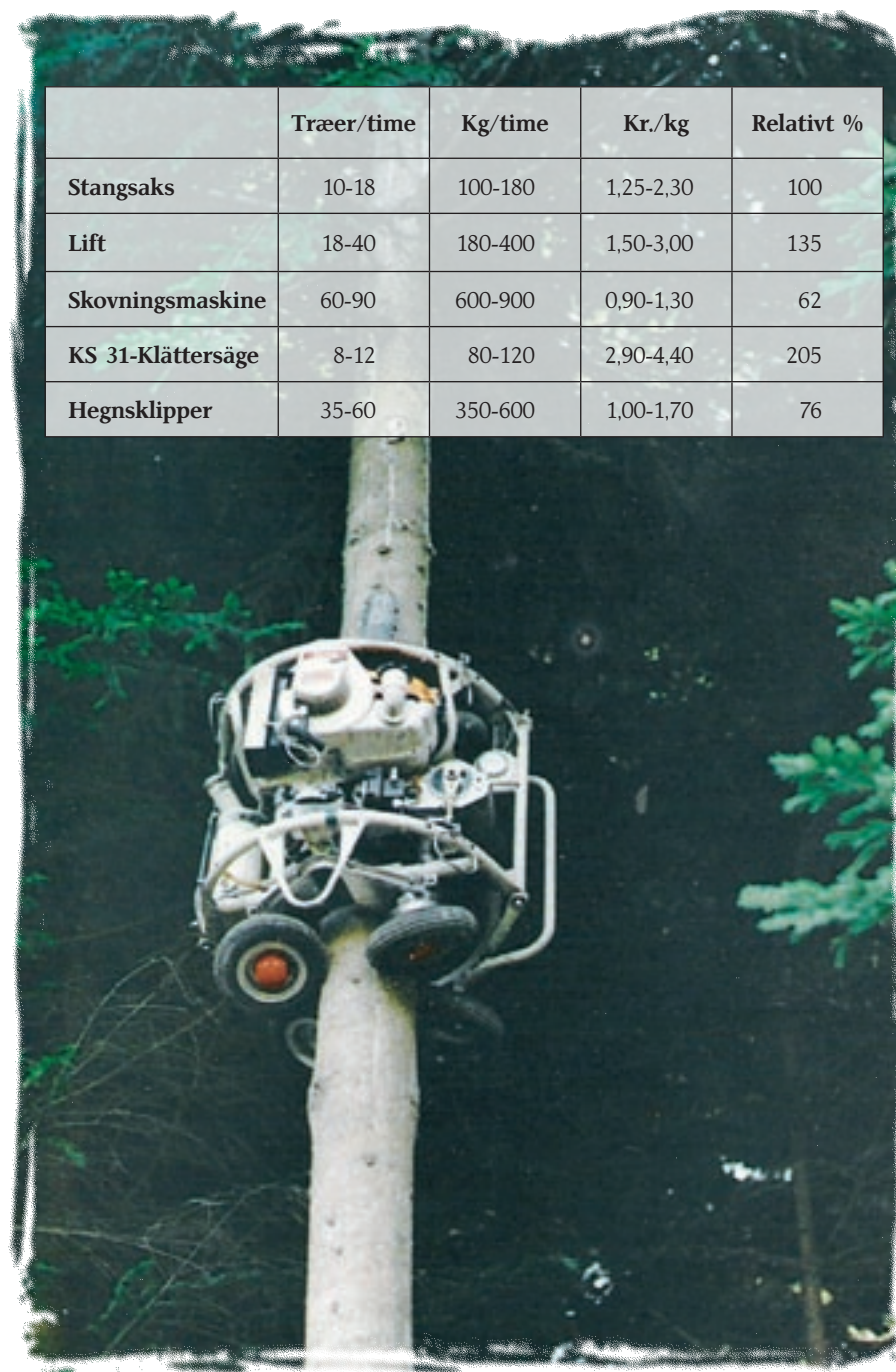 Træer/time Kg/time Kr./kg Relativt %
Stangsaks 10-18 100-180 1,25-2,30 100
Lift 18-40 180-400 1,50-3,00 135
Skovningsmaskine 60-90 600-900 0,90-1,30 62
KS 31-Klättersäge 8-12 80-120 2,90-4,40 205
Hegnsklipper 35-60 350-600 1,00-1,70 76